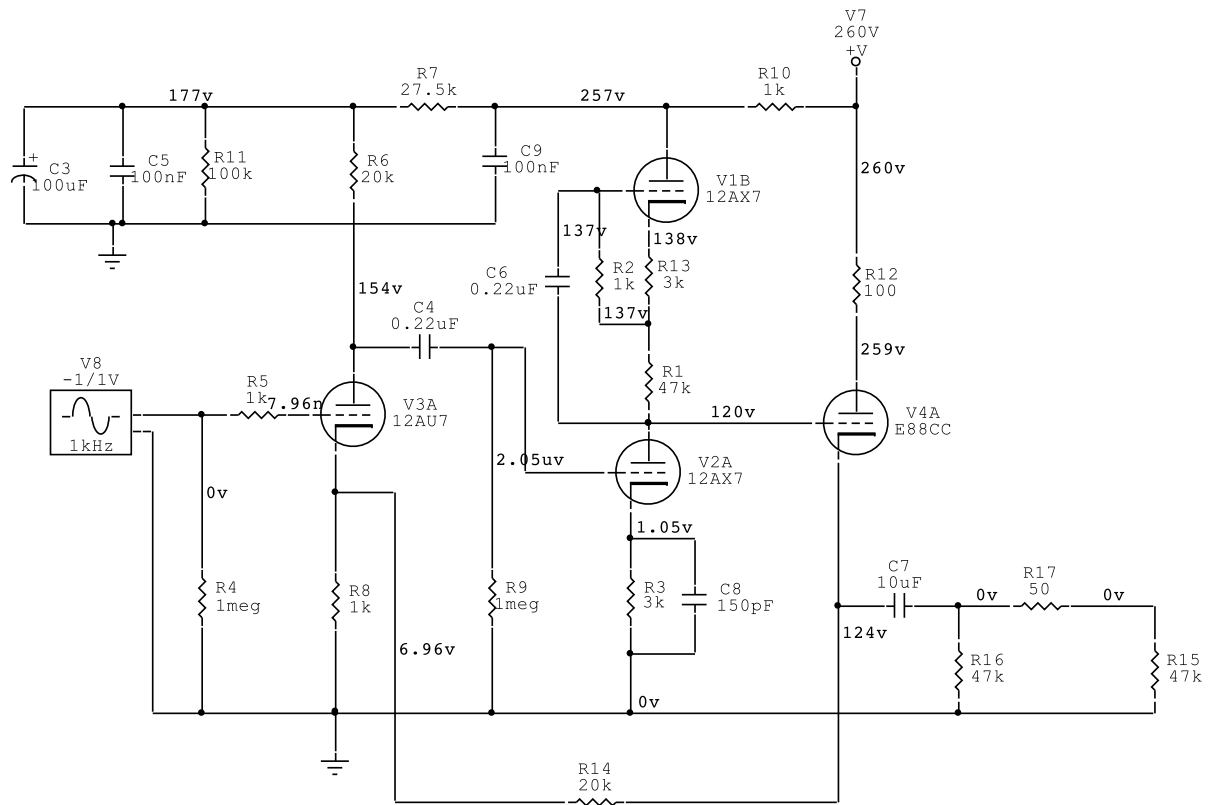 V7
260V
+V
R7
27.5k
R10
1k
177v
257v
+
C3
100uF
C5
100nF
R11
100k
R6
20k
C9
100nF
V1B
12AX7
260v
137v
138v
C6
0.22uF
R2
1k
R13
3k
R12
100
154v
C4
0.22uF
137v
259v
V8
-1/1V
1kHz
R5
1k
7.96n
V3A
12AU7
R1
47k
120v
V4A
E88CC
2.05uv
V2A
12AX7
0v
1.05v
R4
1meg
R8
1k
R9
1meg
R3
3k
C8
150pF
C7
10uF
R17
50
0v
0v
124v
6.96v
R16
47k
R15
47k
0v
R14
20k